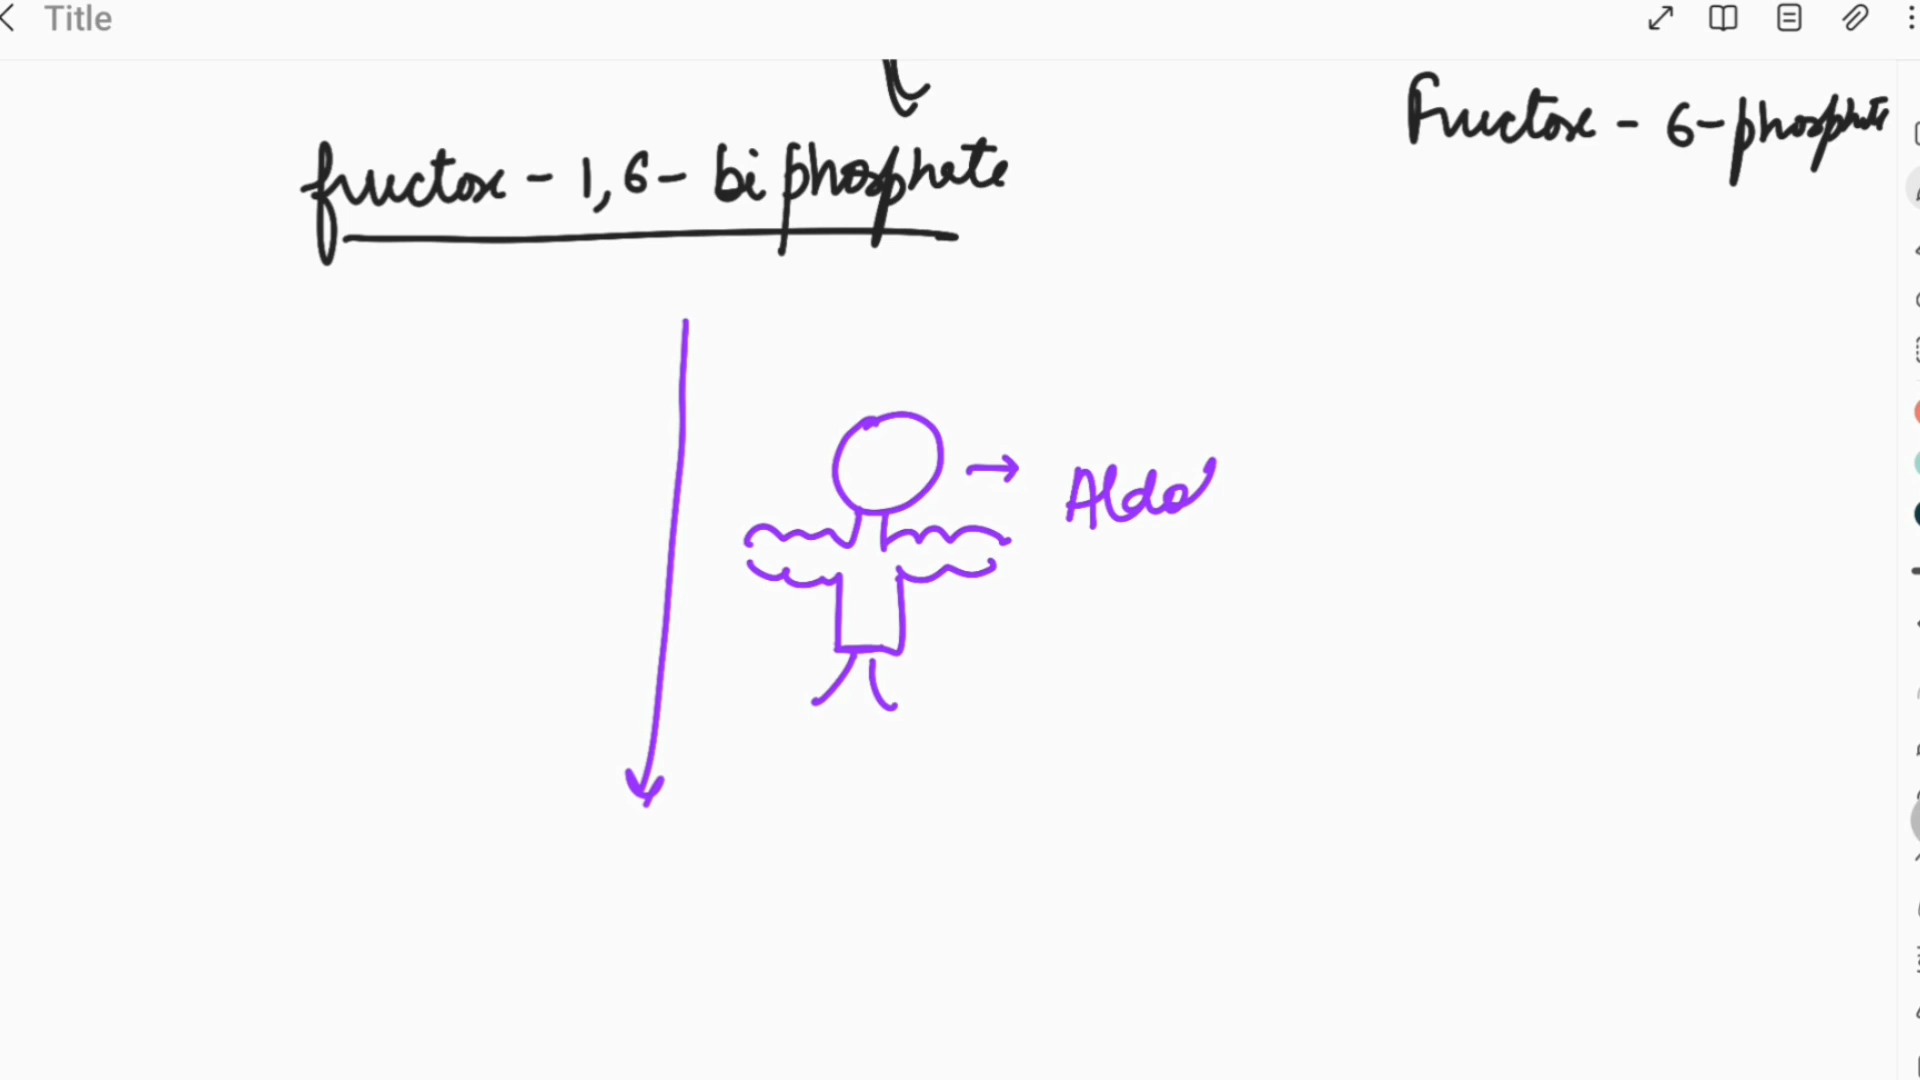 Title
Fructose - 6 - phosphate
fructose - 1,6 - bi phosphate
Aldo